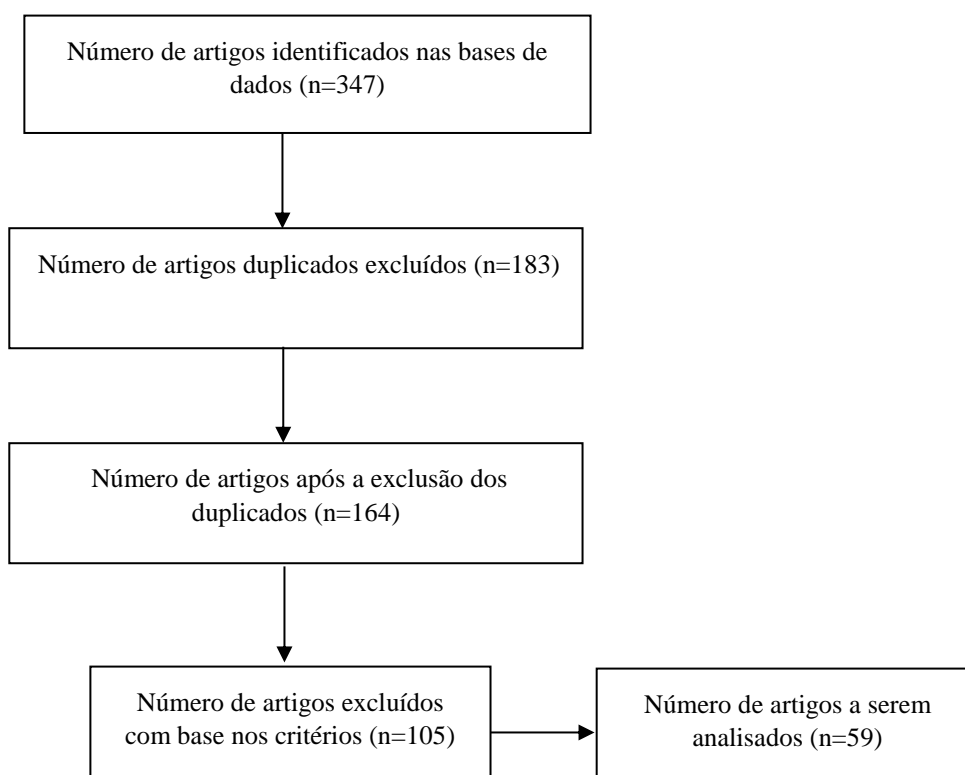 Número de artigos identificados nas bases de
dados (n=347)
Número de artigos duplicados excluídos (n=183)
Número de artigos após a exclusão dos
duplicados (n=164)
Número de artigos excluídos
com base nos critérios (n=105)
Número de artigos a serem
analisados (n=59)